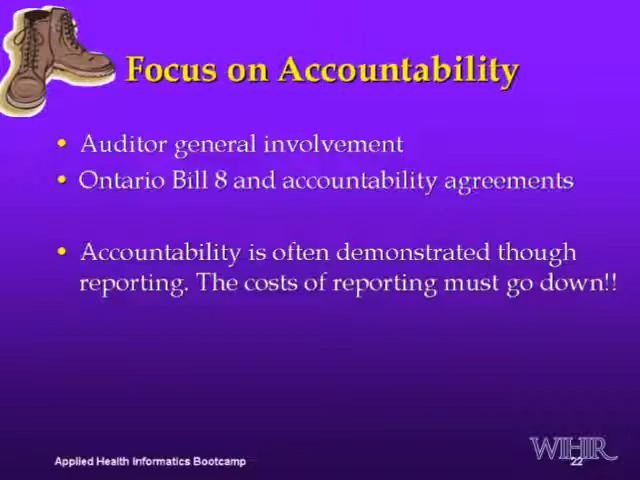 Focus on Accountability
• Auditor general involvement
• Ontario Bill 8 and accountability agreements
• Accountability is often demonstrated though
reporting. The costs of reporting must go down!!
Applied Health Informatics Bootcamp
WIHIR
22